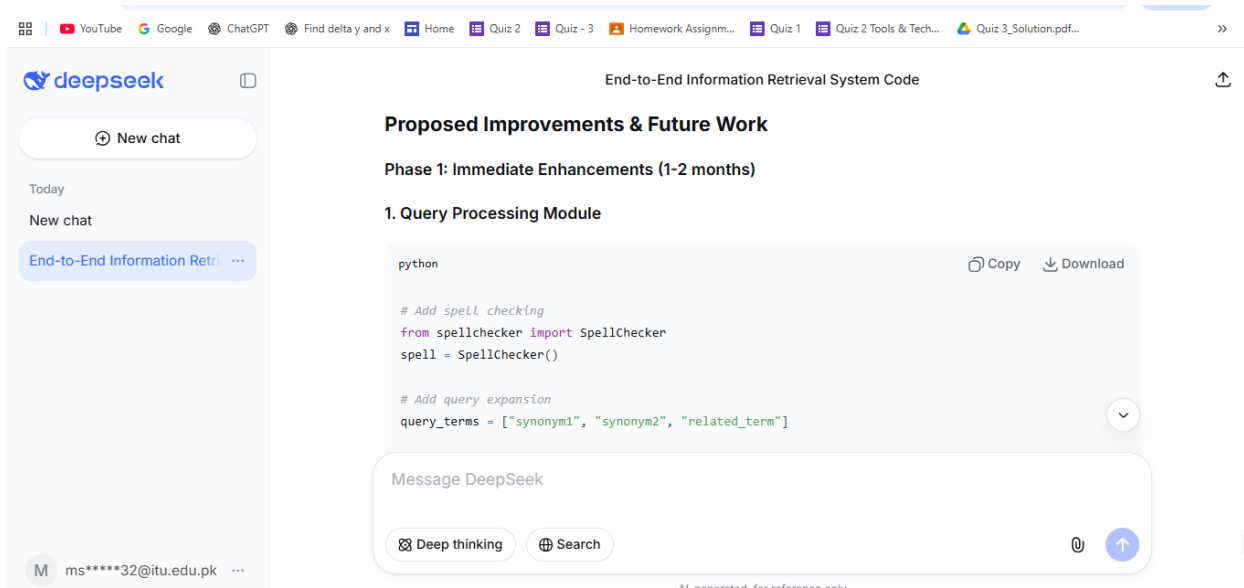 YouTube
Google
ChatGPT
Find delta y and x
Home
Quiz 2
Quiz - 3
Homework Assignm...
Quiz 1
Quiz 2 Tools & Tech...
Quiz 3_Solution.pdf...
»
deepseek
New chat
Today
New chat
End-to-End Information Retri
M ms*****32@itu.edu.pk ...
End-to-End Information Retrieval System Code
Proposed Improvements & Future Work
Phase 1: Immediate Enhancements (1-2 months)
1. Query Processing Module
python
Copy
Download
# Add spell checking
from spellchecker import SpellChecker
spell = SpellChecker()
# Add query expansion
query_terms = ["synonym1", "synonym2", "related_term"]
Message DeepSeek
Deep thinking
Search
AI-generated, for reference only